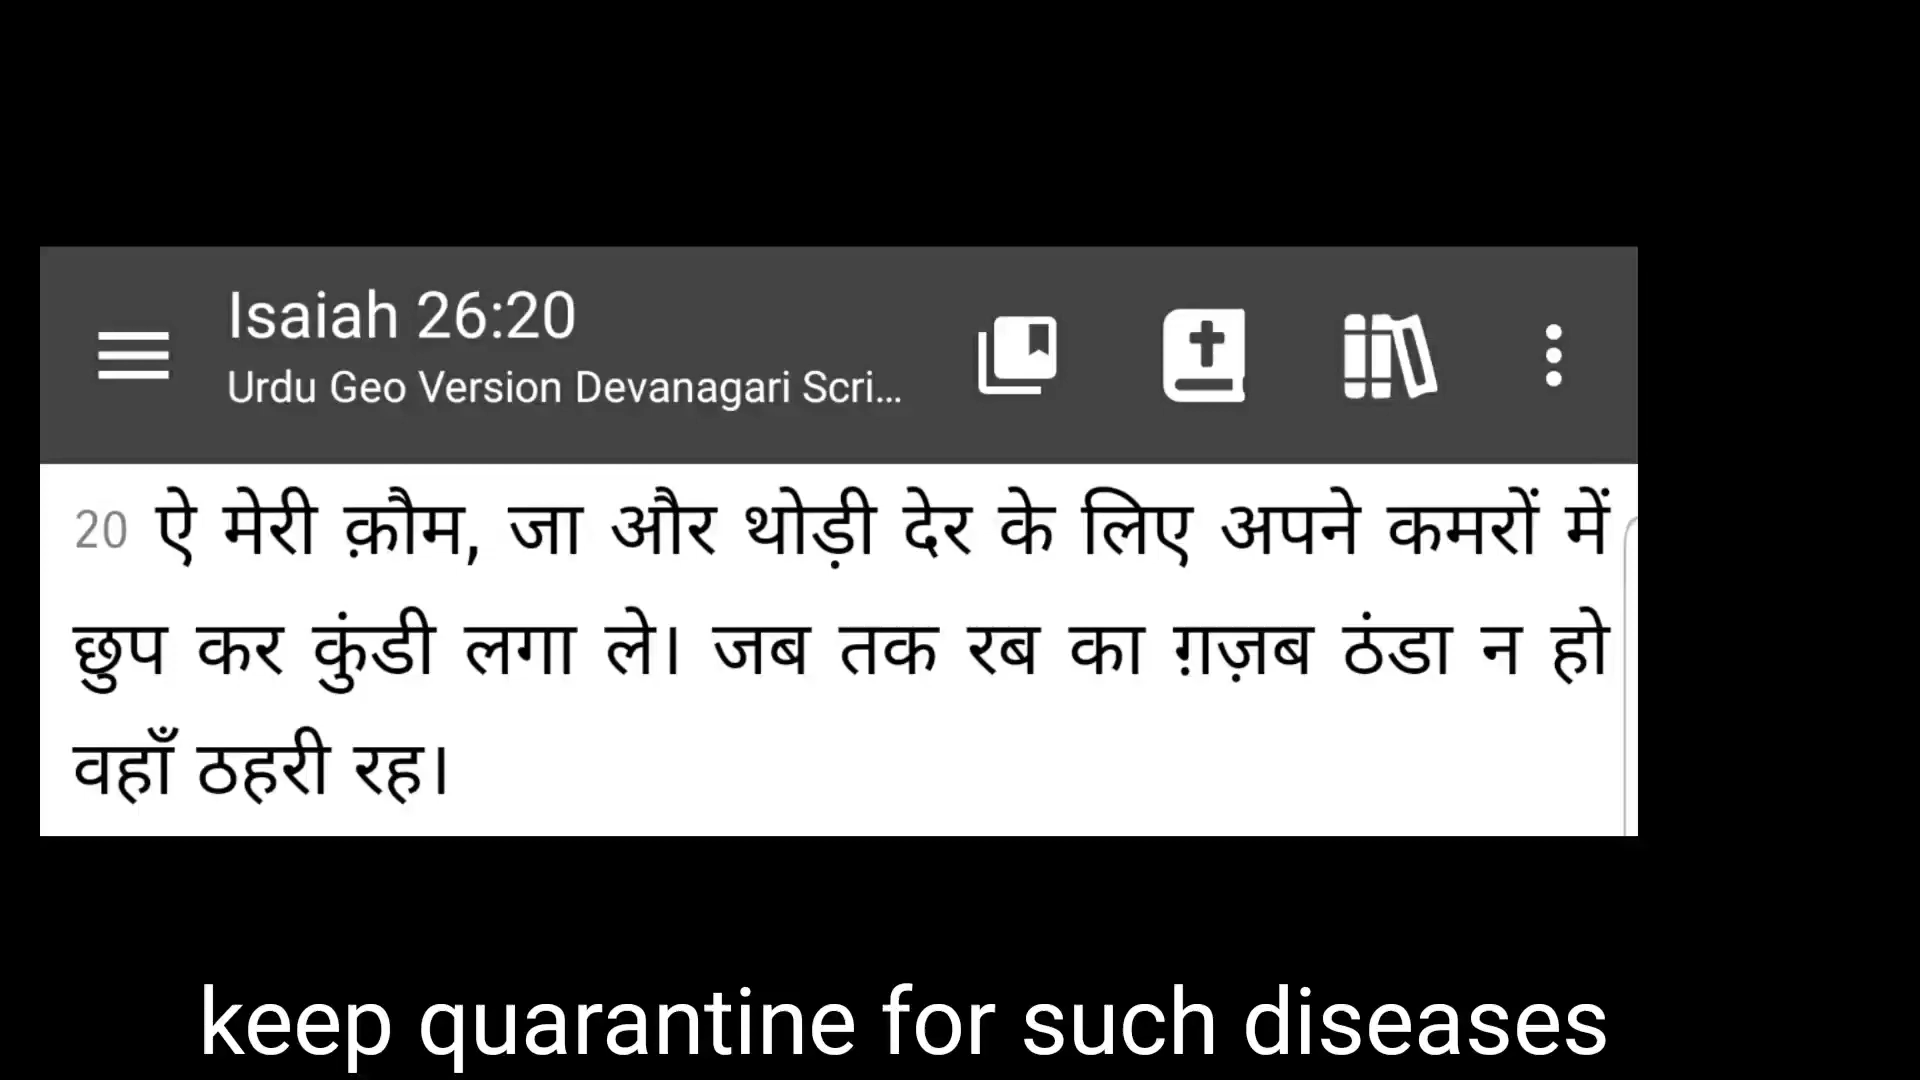 Isaiah 26:20
Urdu Geo Version Devanagari Scri...
20 ऐ मेरी क़ौम, जा और थोड़ी देर के लिए अपने कमरों में
छुप कर कुंडी लगा ले। जब तक रब का ग़ज़ब ठंडा न हो
वहाँ ठहरी रह।
keep quarantine for such diseases